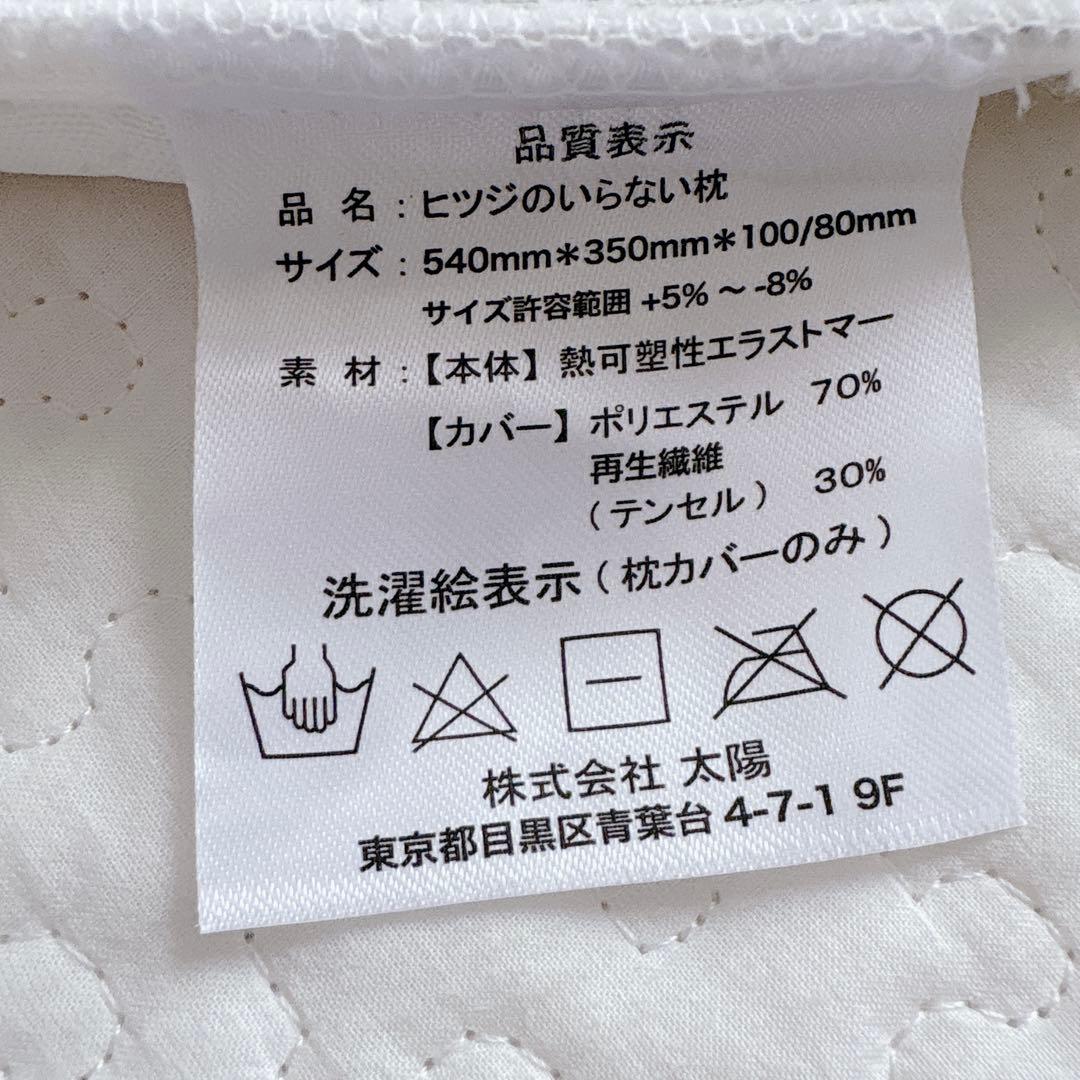 品質表示
品 名：ヒツジのいらない枕
サイズ：540mm＊350mm＊100/80mm
サイズ許容範囲 +5% ～ -8%
素 材：【本体】熱可塑性エラストマー
【カバー】ポリエステル 70%
再生繊維
（テンセル） 30%
洗濯絵表示（枕カバーのみ）
株式会社 太陽
東京都目黒区青葉台 4-7-1 9F